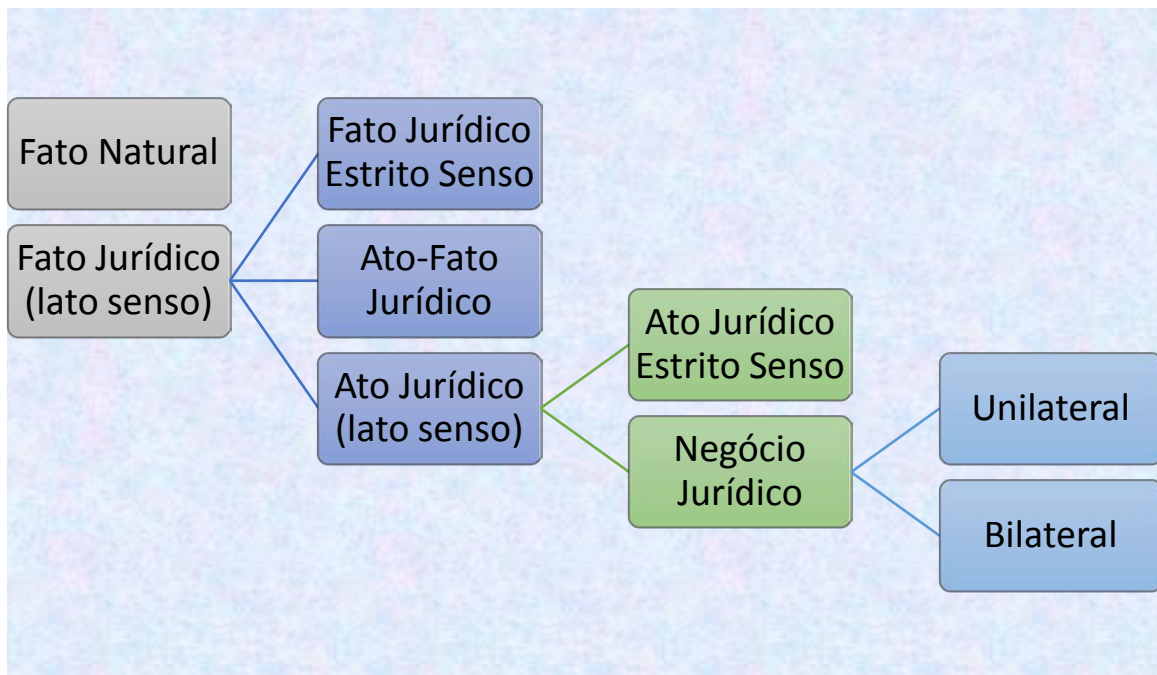 Fato Natural
Fato Jurídico
(lato senso)
Fato Jurídico
Estrito Senso
Ato-Fato
Jurídico
Ato Jurídico
(lato senso)
Ato Jurídico
Estrito Senso
Negócio
Jurídico
Unilateral
Bilateral